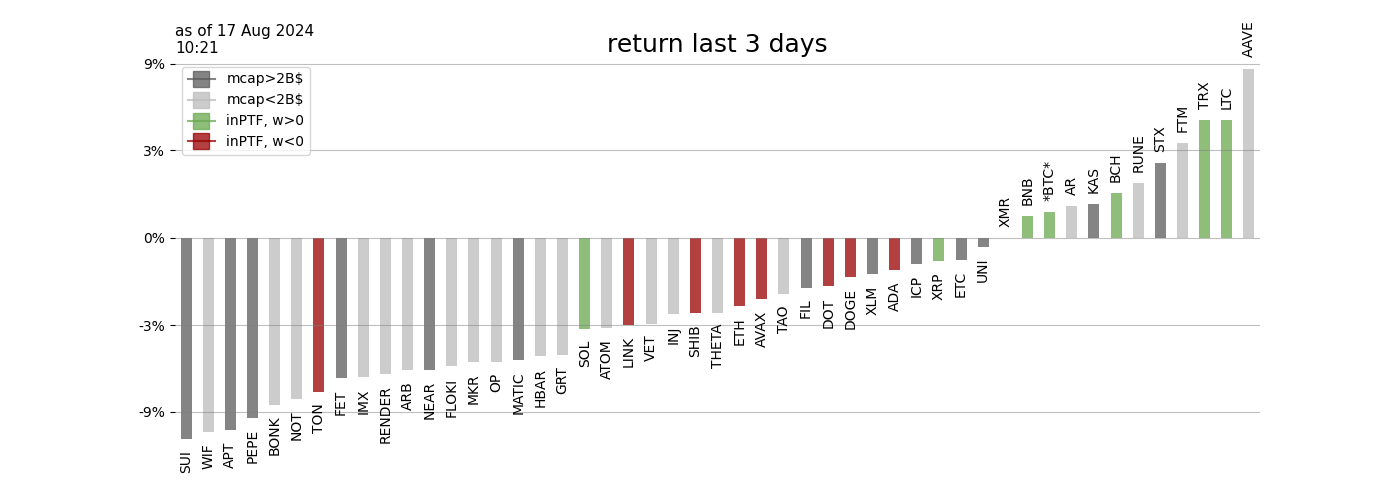 as of 17 Aug 2024
10:21
return last 3 days
9%
3%
0%
-3%
-9%
mcap>2B$
mcap<2B$
inPTF, w>0
inPTF, w<0
SUI
WIF
APT
PEPE
BONK
NOT
TON
FET
IMX
RENDER
ARB
NEAR
FLOKI
MKR
OP
MATIC
HBAR
GRT
SOL
ATOM
LINK
VET
INJ
SHIB
THETA
ETH
AVAX
TAO
FIL
DOT
DOGE
XLM
ADA
ICP
XRP
ETC
UNI
XMR
BNB
*BTC*
AR
KAS
BCH
RUNE
STX
FTM
TRX
LTC
AAVE